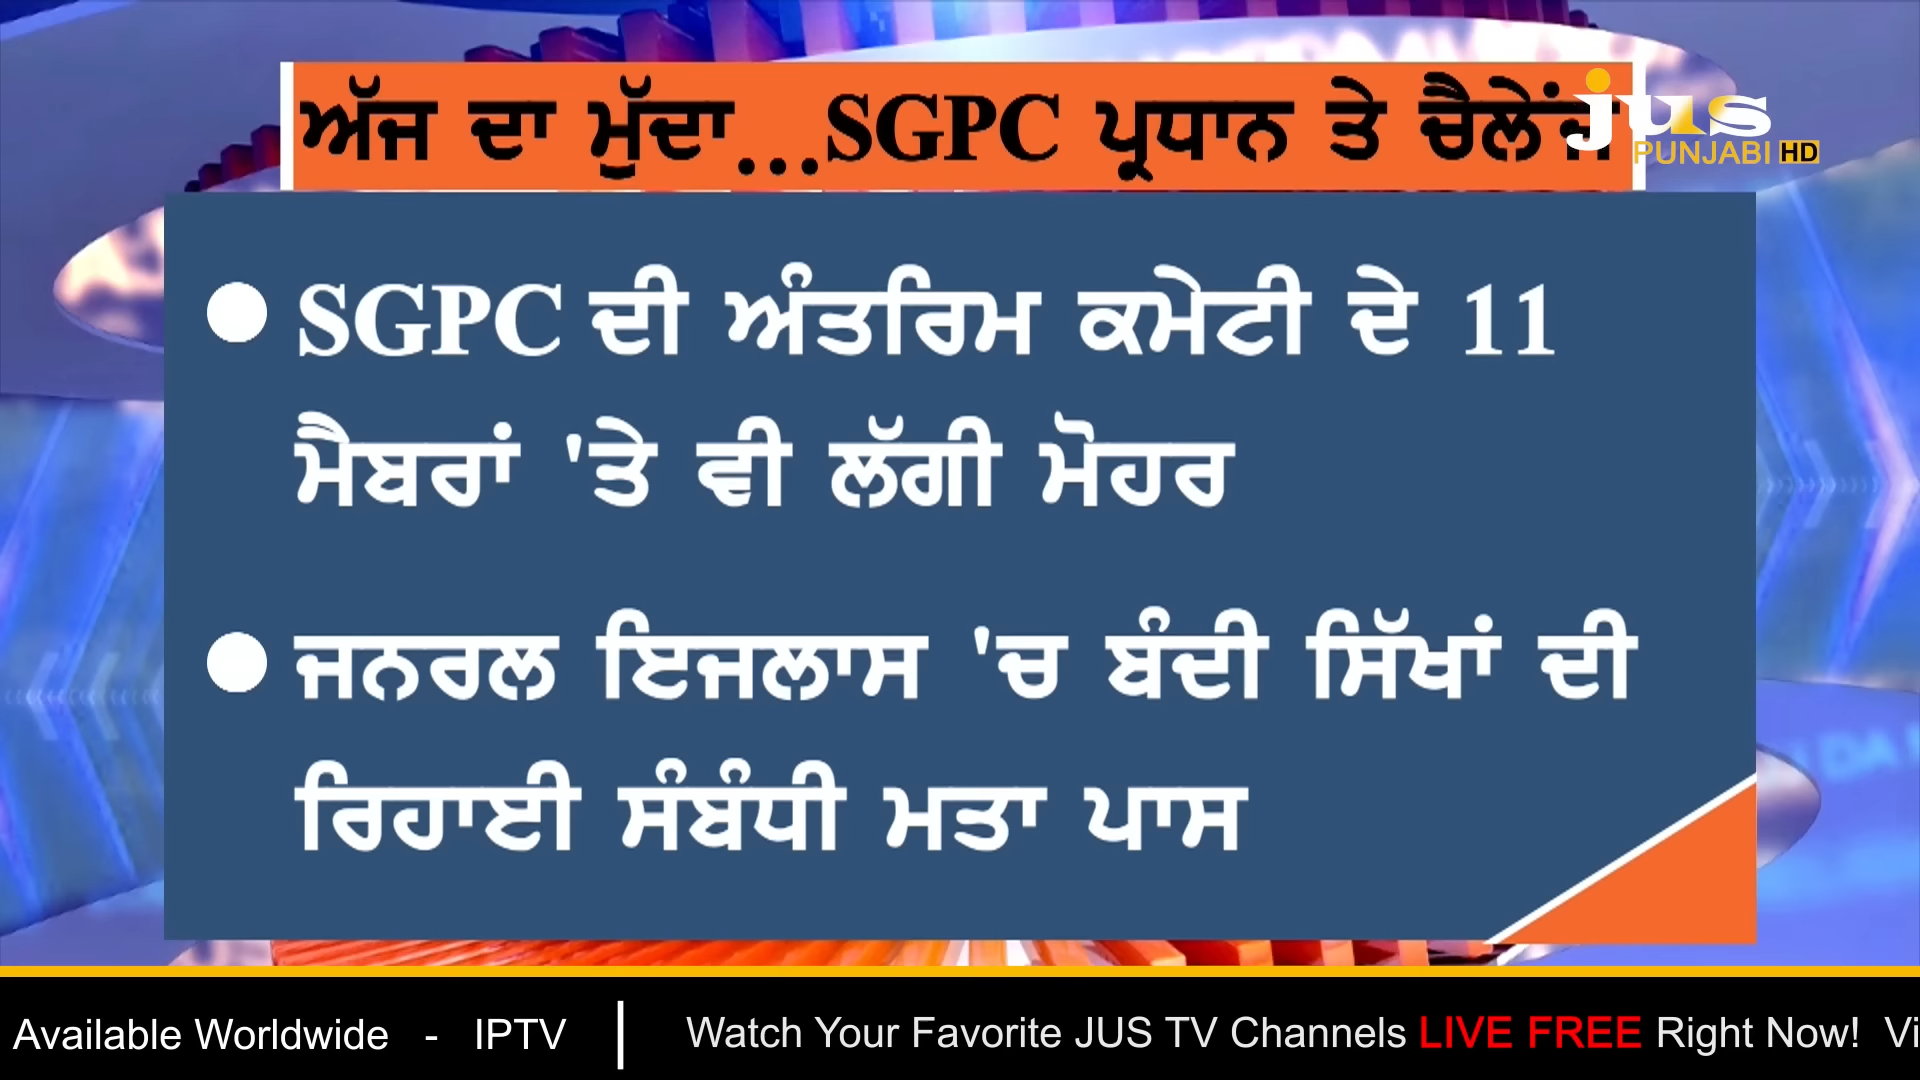 ਅੱਜ ਦਾ ਮੁੱਦਾ...SGPC ਪ੍ਰਧਾਨ ਤੇ ਚੈਲੇਂਜ
jus
PUNJABI HD
SGPC ਦੀ ਅੰਤਰਿਮ ਕਮੇਟੀ ਦੇ 11
ਮੈਬਰਾਂ 'ਤੇ ਵੀ ਲੱਗੀ ਮੋਹਰ
ਜਨਰਲ ਇਜਲਾਸ 'ਚ ਬੰਦੀ ਸਿੱਖਾਂ ਦੀ
ਰਿਹਾਈ ਸੰਬੰਧੀ ਮਤਾ ਪਾਸ
Available Worldwide - IPTV | Watch Your Favorite JUS TV Channels LIVE FREE Right Now! Vi